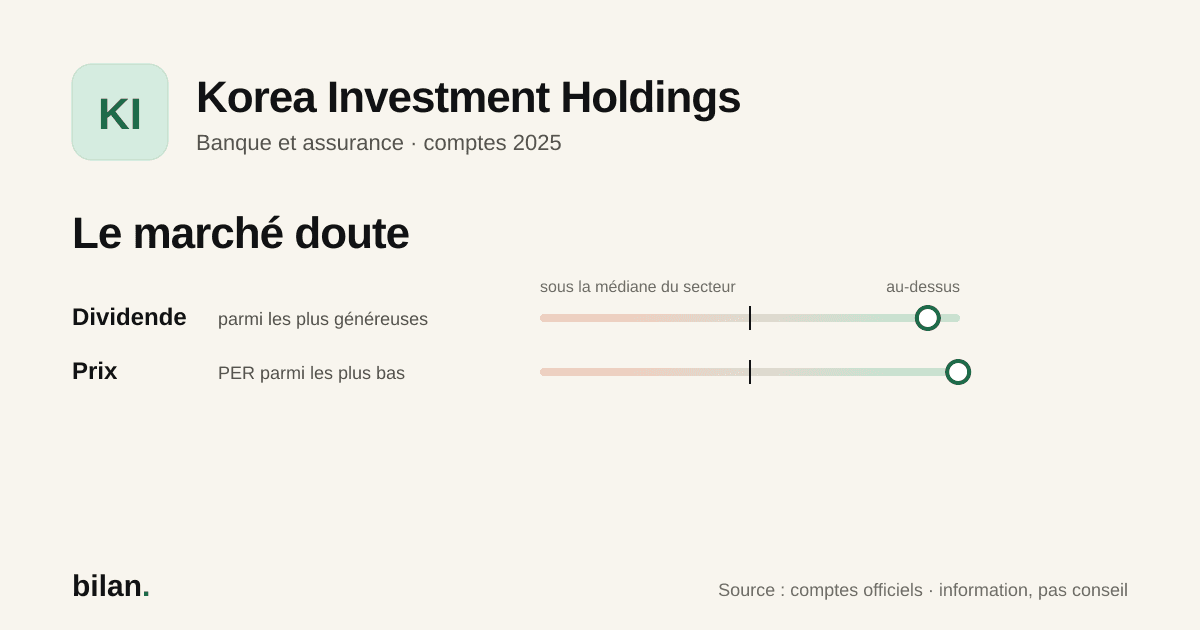 KI
Korea Investment Holdings
Banque et assurance · comptes 2025
Le marché doute
sous la médiane du secteur au-dessus
Dividende parmi les plus généreuses
Prix PER parmi les plus bas
bilan.
Source : comptes officiels · information, pas conseil